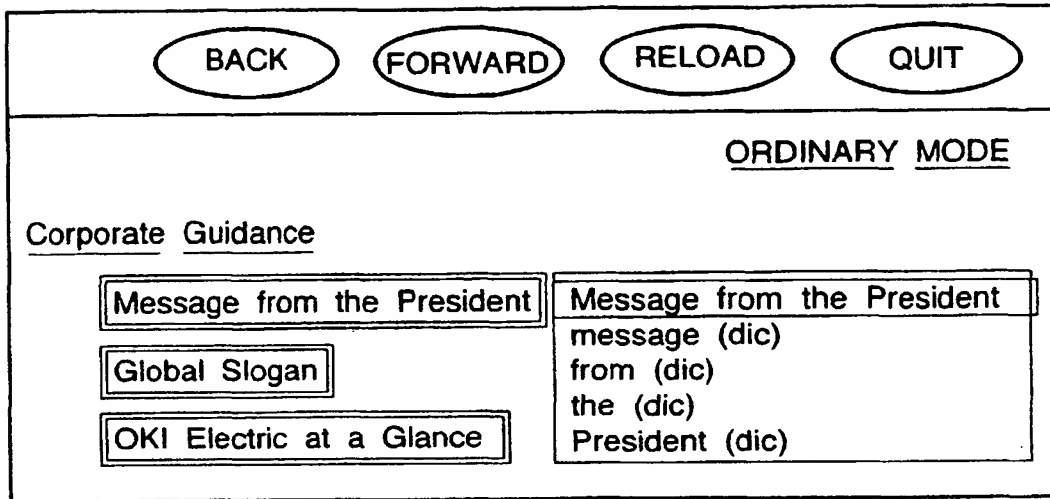 BACK FORWARD RELOAD QUIT
ORDINARY MODE
Corporate Guidance
Message from the President
Global Slogan
OKI Electric at a Glance
Message from the President
message (dic)
from (dic)
the (dic)
President (dic)